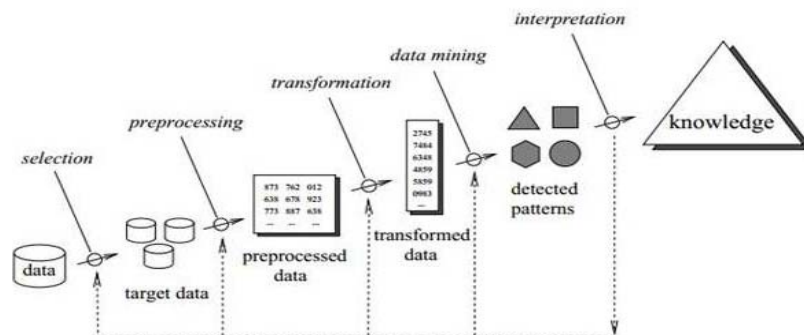 interpretation
data mining
transformation
preprocessing
selection
knowledge
2745
7484
6348
4859
5859
0983
...
detected
patterns
873 762 012
638 678 923
773 887 638
... ... ...
transformed
data
preprocessed
data
data
target data